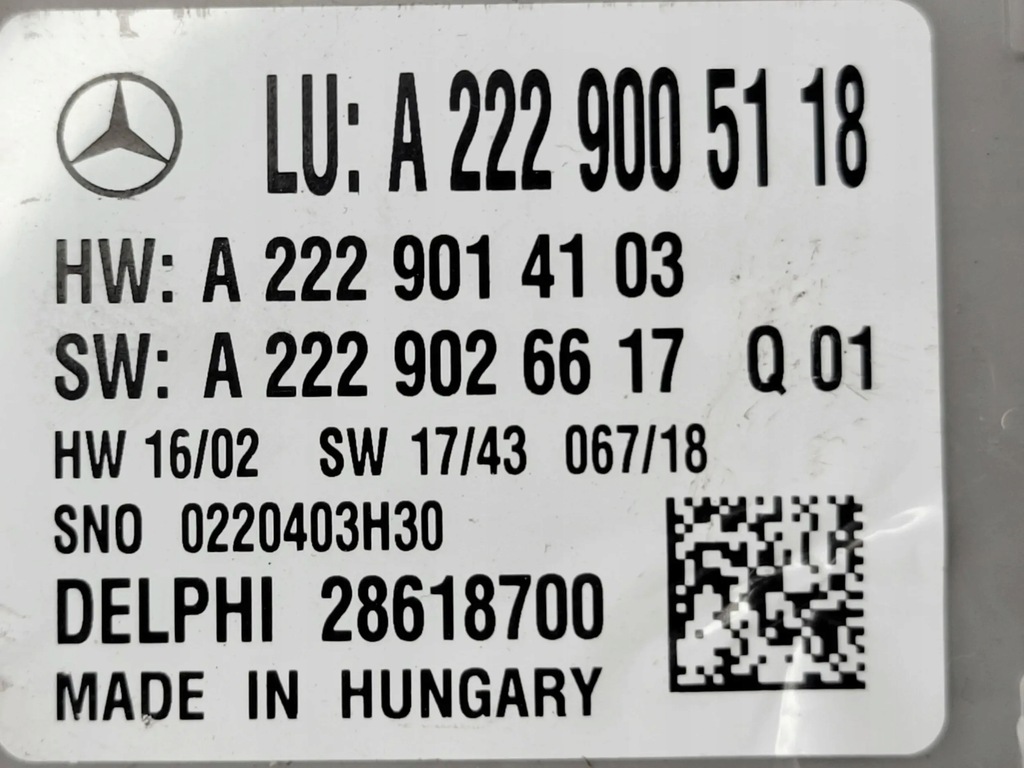 LU: A 222 900 51 18
HW: A 222 901 41 03
SW: A 222 902 66 17 Q 01
HW 16/02 SW 17/43 067/18
SNO 0220403H30
DELPHI 28618700
MADE IN HUNGARY